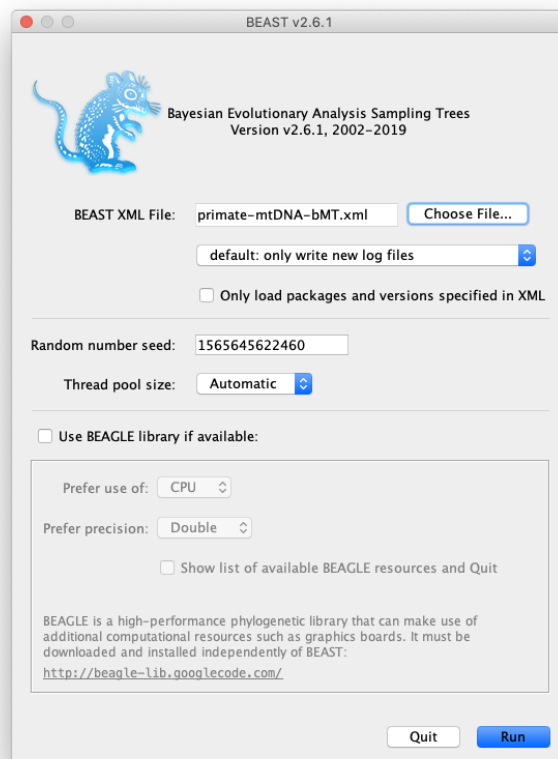 BEAST v2.6.1
Bayesian Evolutionary Analysis Sampling Trees
Version v2.6.1, 2002-2019
BEAST XML File: primate-mtDNA-bMT.xml Choose File...
default: only write new log files
Only load packages and versions specified in XML
Random number seed: 1565645622460
Thread pool size: Automatic
Use BEAGLE library if available:
Prefer use of: CPU
Prefer precision: Double
Show list of available BEAGLE resources and Quit
BEAGLE is a high-performance phylogenetic library that can make use of
additional computational resources such as graphics boards. It must be
downloaded and installed independently of BEAST:
http://beagle-lib.googlecode.com/
Quit Run